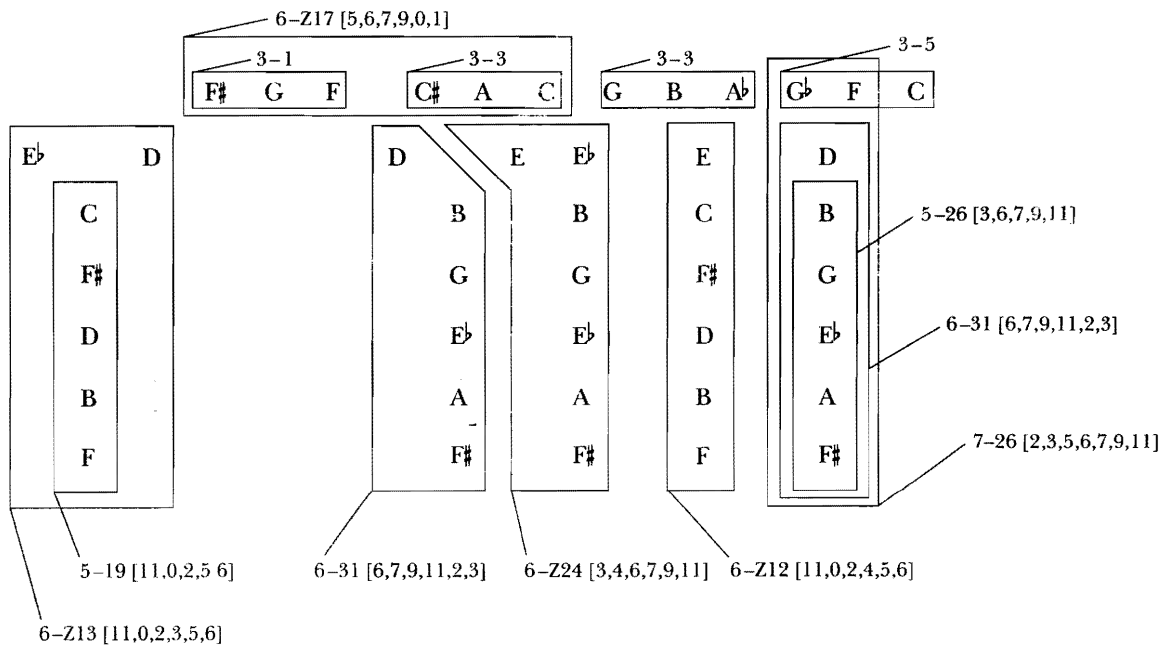 6–Z17 [5,6,7,9,0,1]
3–1 3–3 3–3 3–5
F♯ G F C♯ A C G B A♭ G♭ F C
E♭ D D E E♭ E D
C B B C B
5–26 [3,6,7,9,11]
F♯ G G F♯ G
D E♭ E♭ D E♭
6–31 [6,7,9,11,2,3]
B A A B A
F F♯ F♯ F F♯
7–26 [2,3,5,6,7,9,11]
5–19 [11,0,2,5 6] 6–31 [6,7,9,11,2,3] 6–Z24 [3,4,6,7,9,11] 6–Z12 [11,0,2,4,5,6]
6–Z13 [11,0,2,3,5,6]